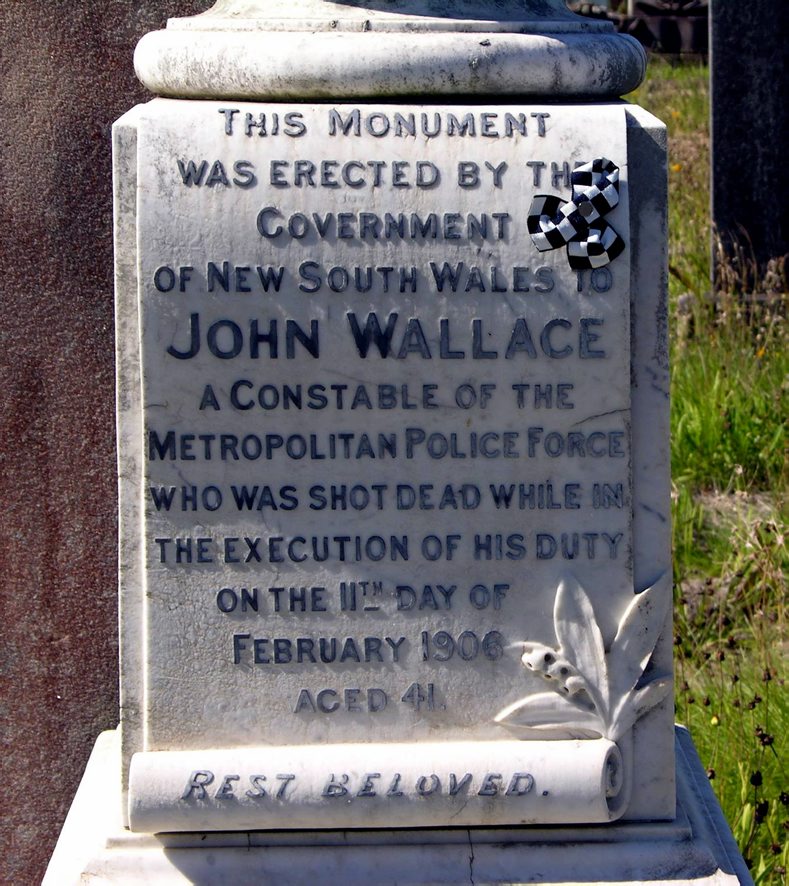 THIS MONUMENT
WAS ERECTED BY TH
GOVERNMENT
OF NEW SOUTH WALES TO
JOHN WALLACE
A CONSTABLE OF THE
METROPOLITAN POLICE FORCE
WHO WAS SHOT DEAD WHILE IN
THE EXECUTION OF HIS DUTY
ON THE 11TH DAY OF
FEBRUARY 1906
AGED 41.
REST BELOVED.